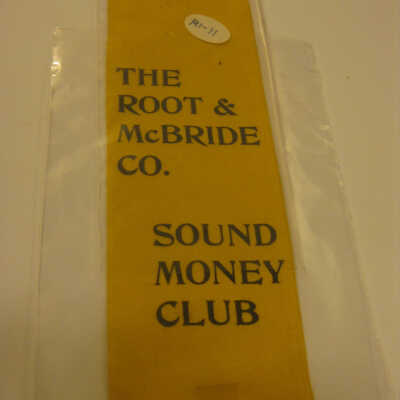 THE
ROOT &
McBRIDE
CO.
SOUND
MONEY
CLUB